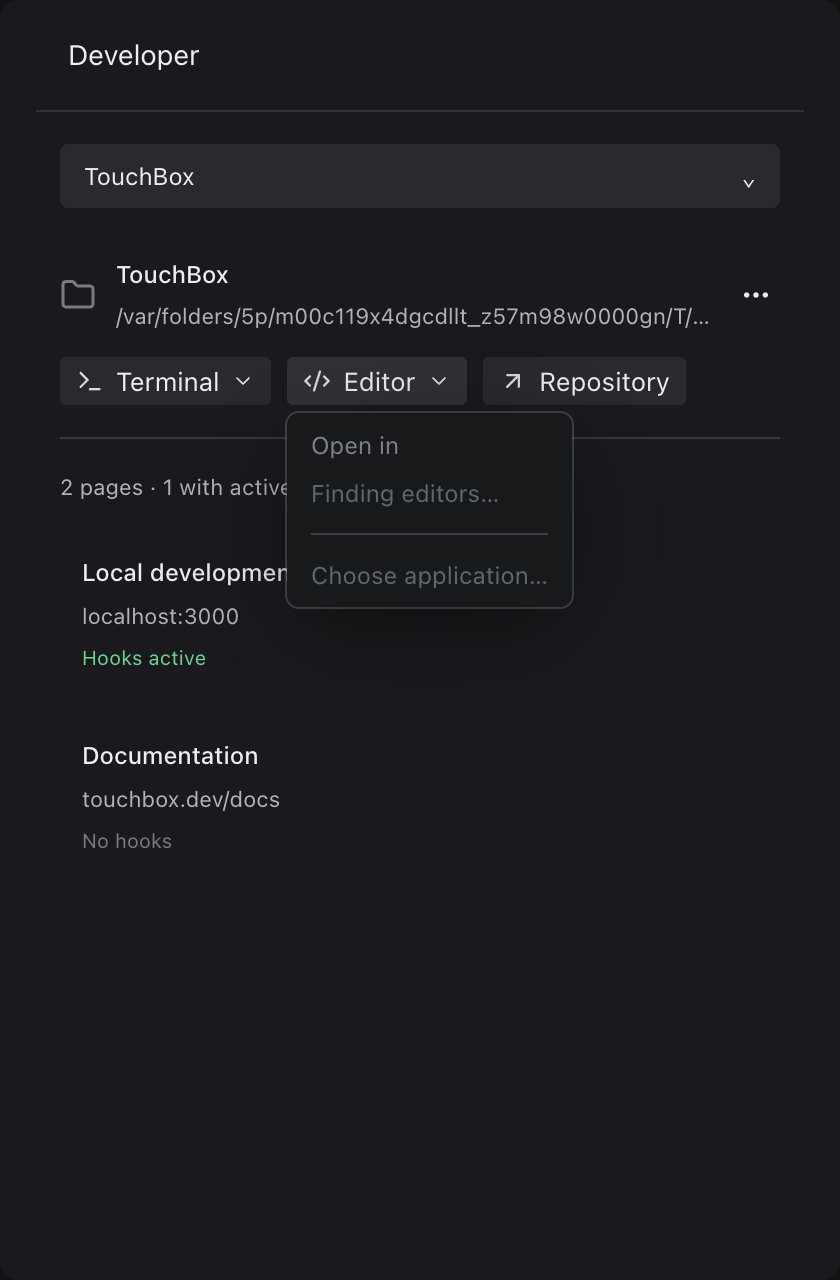 Developer
TouchBox
TouchBox
/var/folders/5p/m00c119x4dgcdllt_z57m98w0000gn/T/...
Terminal
Editor
Repository
Open in
Finding editors...
Choose application...
2 pages · 1 with active
Local developmen
localhost:3000
Hooks active
Documentation
touchbox.dev/docs
No hooks